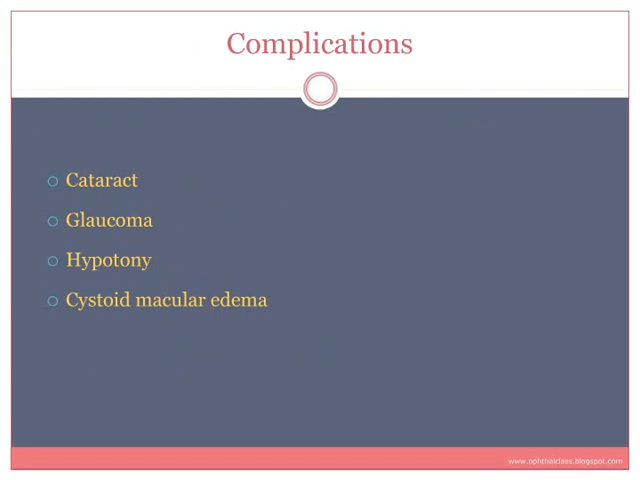 Complications
Cataract
Glaucoma
Hypotony
Cystoid macular edema
www.ophthalclass.blogspot.com